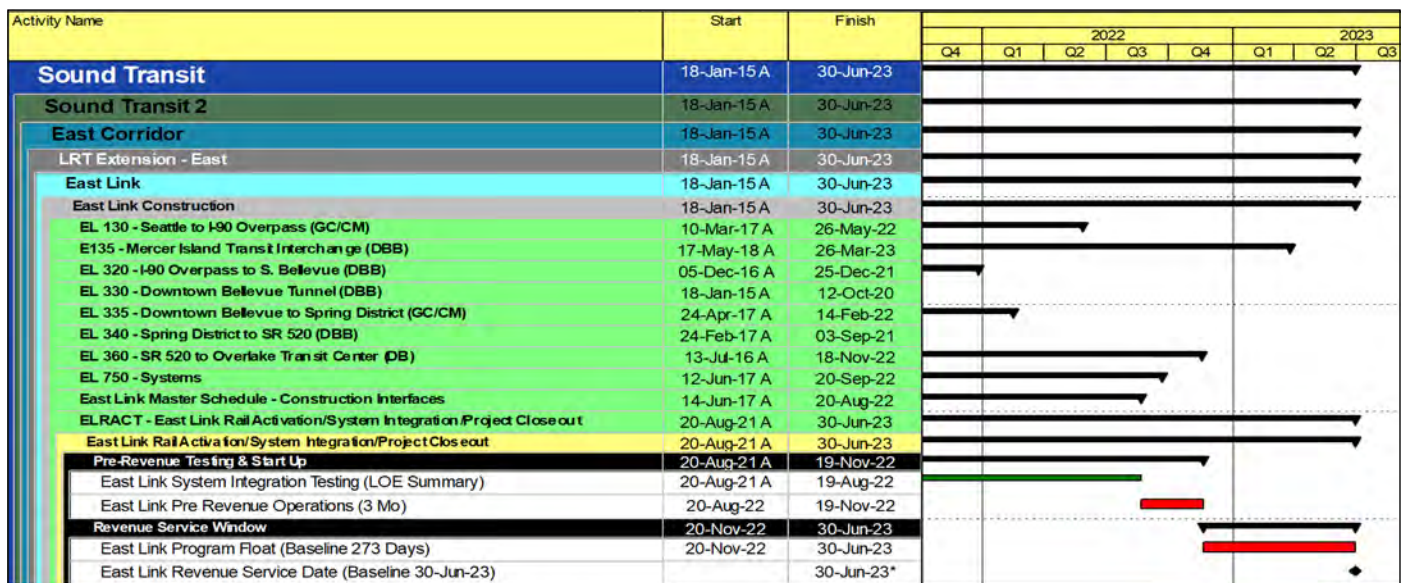 Activity Name Start Finish
2022 2023
Q4 Q1 Q2 Q3 Q4 Q1 Q2 Q3
Sound Transit 18-Jan-15 A 30-Jun-23
Sound Transit 2 18-Jan-15 A 30-Jun-23
East Corridor 18-Jan-15 A 30-Jun-23
LRT Extension - East 18-Jan-15 A 30-Jun-23
East Link 18-Jan-15 A 30-Jun-23
East Link Construction 18-Jan-15 A 30-Jun-23
EL 130 - Seattle to I-90 Overpass (GC/CM) 10-Mar-17 A 26-May-22
E135 - Mercer Island Transit Interchange (DBB) 17-May-18 A 26-Mar-23
EL 320 - I-90 Overpass to S. Bellevue (DBB) 05-Dec-16 A 25-Dec-21
EL 330 - Downtown Bellevue Tunnel (DBB) 18-Jan-15 A 12-Oct-20
EL 335 - Downtown Bellevue to Spring District (GC/CM) 24-Apr-17 A 14-Feb-22
EL 340 - Spring District to SR 520 (DBB) 24-Feb-17 A 03-Sep-21
EL 360 - SR 520 to Overlake Transit Center (DB) 13-Jul-16 A 18-Nov-22
EL 750 - Systems 12-Jun-17 A 20-Sep-22
East Link Master Schedule - Construction Interfaces 14-Jun-17 A 20-Aug-22
ELRACT - East Link Rail Activation/System Integration/Project Closeout 20-Aug-21 A 30-Jun-23
East Link Rail Activation/System Integration/Project Closeout 20-Aug-21 A 30-Jun-23
Pre-Revenue Testing & Start Up 20-Aug-21 A 19-Nov-22
East Link System Integration Testing (LOE Summary) 20-Aug-21 A 19-Aug-22
East Link Pre Revenue Operations (3 Mo) 20-Aug-22 19-Nov-22
Revenue Service Window 20-Nov-22 30-Jun-23
East Link Program Float (Baseline 273 Days) 20-Nov-22 30-Jun-23
East Link Revenue Service Date (Baseline 30-Jun-23) 30-Jun-23*